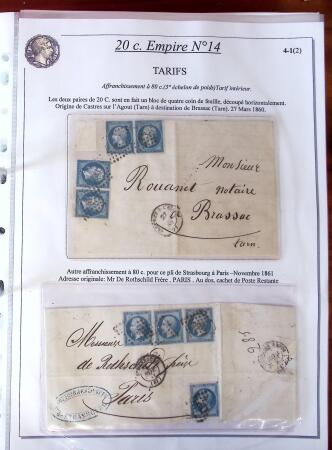 20 c. Empire N°14
4-1(2)
TARIFS
Affranchissement à 80 c.(3° échelon de poids)Tarif intérieur.
Les deux paires de 20 C. sont en fait un bloc de quatre coin de feuille, découpé horizontalement.
Origine de Castres sur l'Agout (Tarn) à destination de Brassac (Tarn). 27 Mars 1860.
Monsieur
Rouanet notaire
à
Brassac
tarn.
Autre affranchissement à 80 c. pour ce pli de Strasbourg à Paris –Novembre 1861
Adresse originale: Mr De Rothschild Frère . PARIS . Au dos, cachet de Poste Restante
Messieurs
de Rothschild frère
Paris